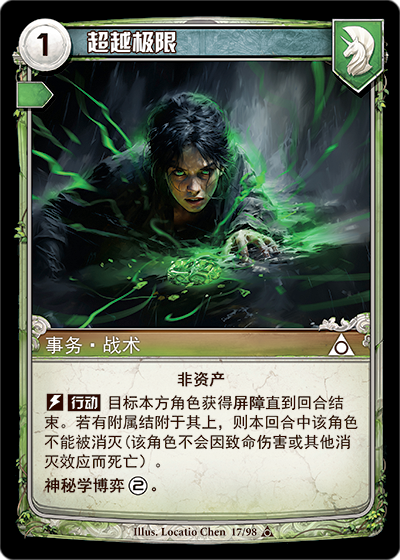 1
超越极限
事务·战术
非资产
行动 目标本方角色获得屏障直到回合结
束。若有附属结附于其上，则本回合中该角色
不能被消灭(该角色不会因致命伤害或其他消
灭效应而死亡)。
神秘学博弈②。
Illus. Locatio Chen 17/98